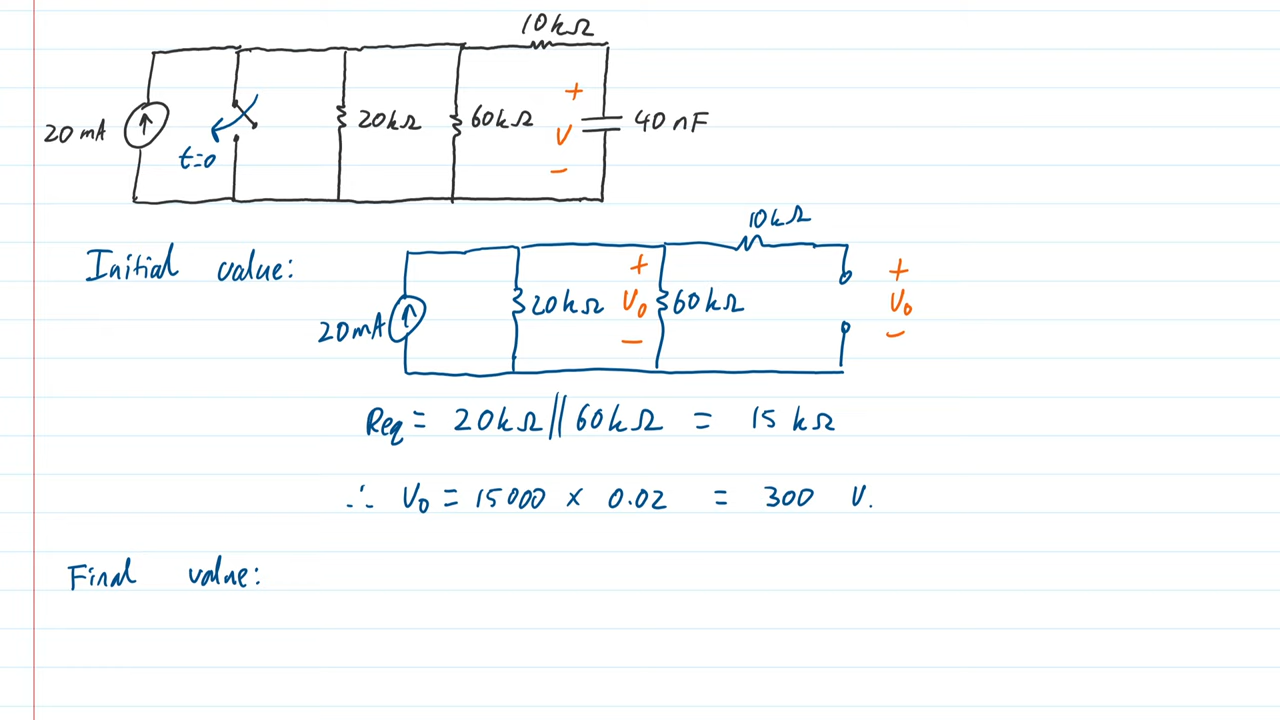 10kΩ
20 mA
t=0
20kΩ
60kΩ
+
V
−
40 nF
Initial value:
10kΩ
20mA
20kΩ
+
V₀
−
60kΩ
+
V₀
−
Req = 20kΩ || 60kΩ = 15 kΩ
∴ V₀ = 15000 × 0.02 = 300 V.
Final value: